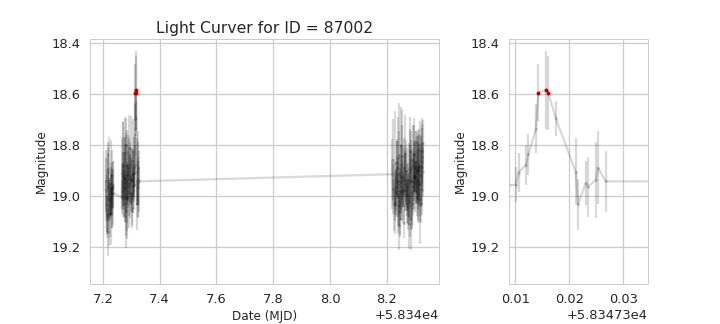 Light Curver for ID = 87002
18.4
18.6
18.8
19.0
19.2
Magnitude
7.2 7.4 7.6 7.8 8.0 8.2
Date (MJD)
+5.834e4
18.4
18.6
18.8
19.0
19.2
Magnitude
0.01 0.02 0.03
+5.83473e4